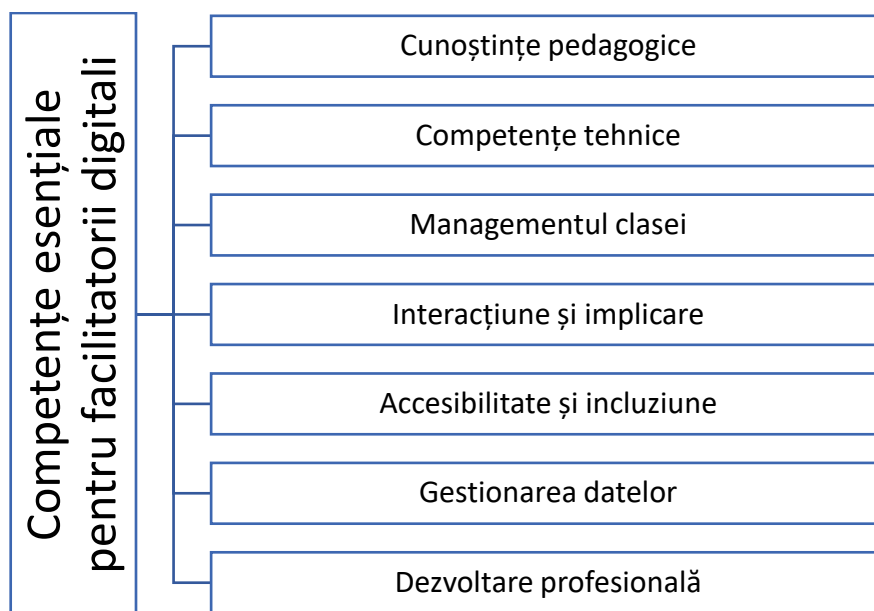 Competențe esențiale
pentru facilitatorii digitali
Cunoștințe pedagogice
Competențe tehnice
Managementul clasei
Interacțiune și implicare
Accesibilitate și incluziune
Gestionarea datelor
Dezvoltare profesională